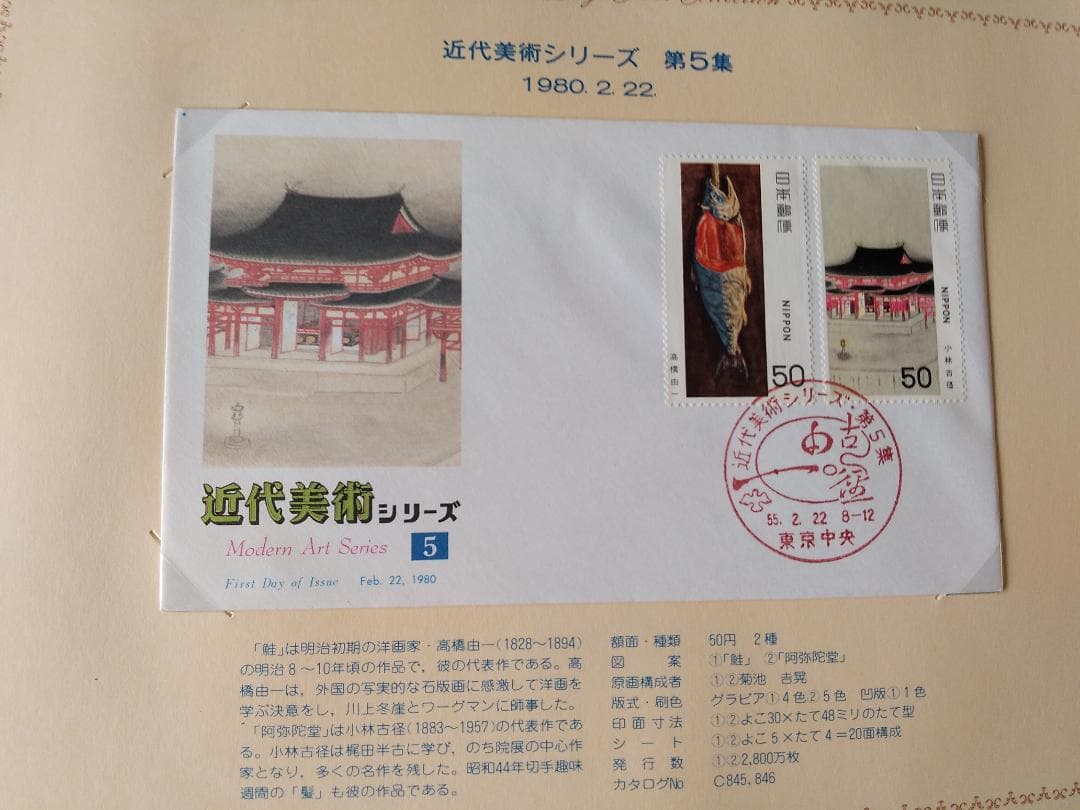 近代美術シリーズ 第5集
1980. 2. 22.
日本郵便
NIPPON
高橋由一
50
日本郵便
NIPPON
小林古径
50
近代美術シリーズ・第5集
由一
古径
55. 2. 22 8-12
東京中央
近代美術シリーズ
Modern Art Series 5
First Day of Issue Feb. 22, 1980
「鮭」は明治初期の洋画家・高橋由一(1828〜1894)
の明治8〜10年頃の作品で、彼の代表作である。高
橋由一は、外国の写実的な石版画に感激して洋画を
学ぶ決意をし、川上冬崖とワーグマンに師事した。
「阿弥陀堂」は小林古径(1883〜1957)の代表作であ
る。小林古径は梶田半古に学び、のち院展の中心作
家となり、多くの名作を残した。昭和44年切手趣味
週間の「髪」も彼の作品である。
額面・種類 50円 2種
図案 ①「鮭」 ②「阿弥陀堂」
原画構成者 ①②菊池 吉晃
版式・刷色 グラビア①4色②5色 凹版①1色
印面寸法 ①②よこ30×たて48ミリのたて型
シート ①②よこ5×たて4=20面構成
発行数 ①②2,800万枚
カタログNo C845.846